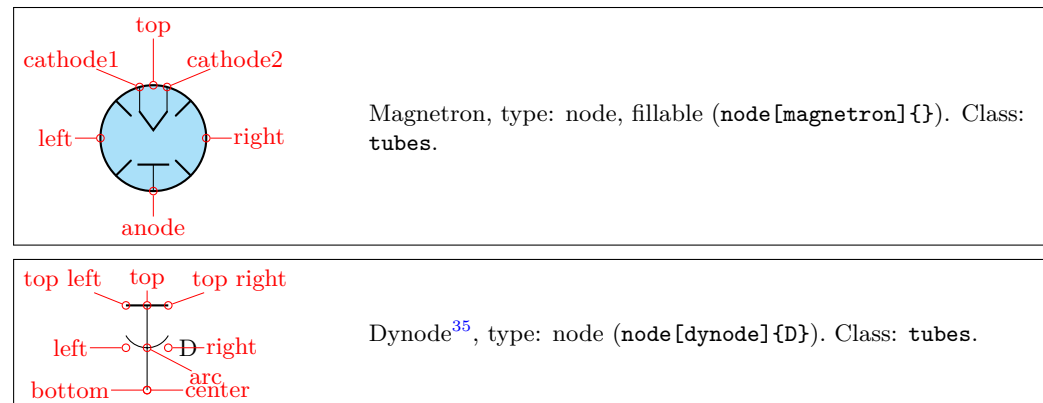 top
cathode1 cathode2
left right
anode
Magnetron, type: node, fillable (node[magnetron]{}). Class:
tubes.
top left top top right
left D right
arc
bottom center
Dynode35, type: node (node[dynode]{D}). Class: tubes.